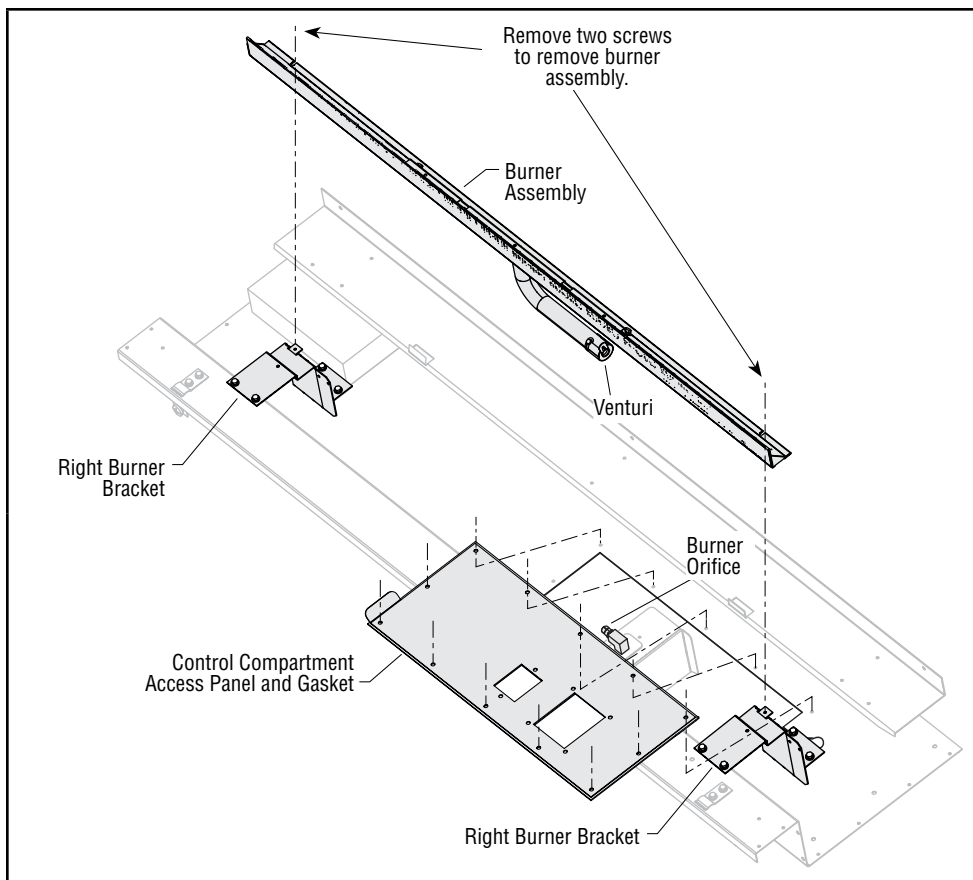 Remove two screws
to remove burner
assembly.
Burner
Assembly
Venturi
Right Burner
Bracket
Burner
Orifice
Control Compartment
Access Panel and Gasket
Right Burner Bracket